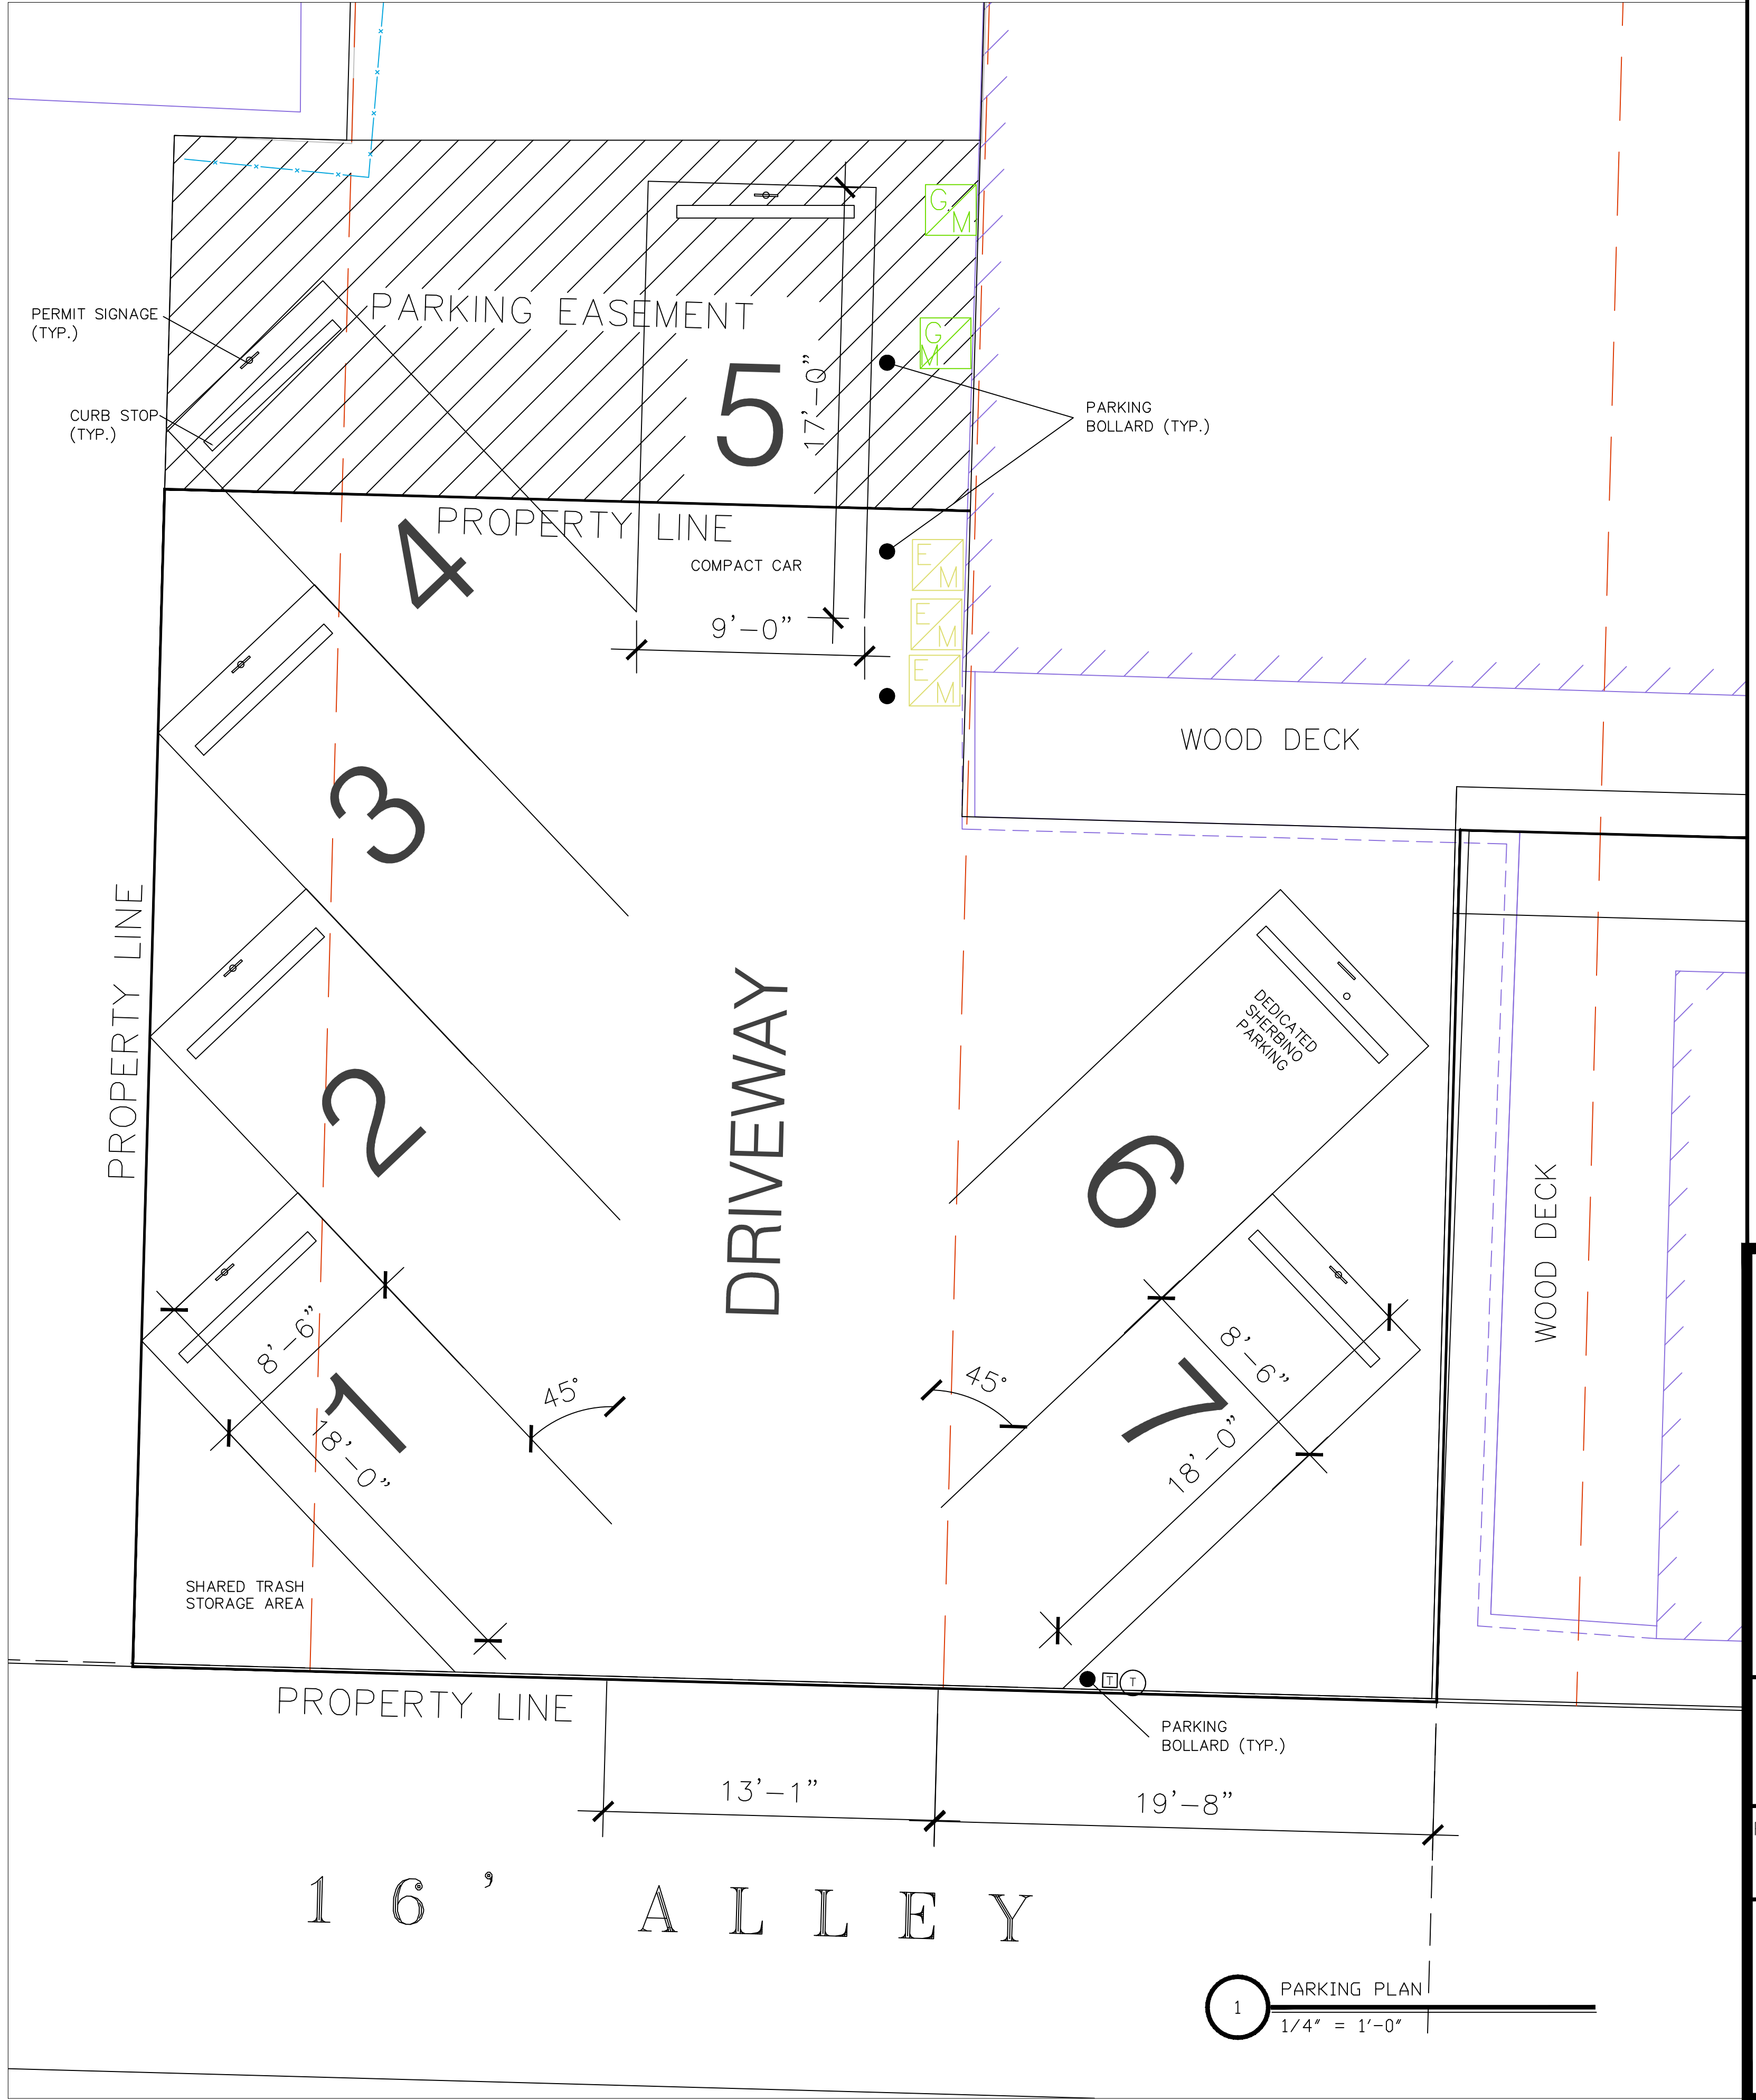 PERMIT SIGNAGE
(TYP.)
PARKING EASEMENT
CURB STOP
(TYP.)
5
17'-0"
G
M
G
M
PARKING
BOLLARD (TYP.)
PROPERTY LINE
4
COMPACT CAR
9'-0"
E
M
E
M
E
M
WOOD DECK
3
PROPERTY LINE
2
DRIVEWAY
DEDICATED
SHERBINO
PARKING
6
WOOD DECK
8'-6"
1
18'-0"
45°
45°
8'-6"
7
18'-0"
SHARED TRASH
STORAGE AREA
PROPERTY LINE
T
T
PARKING
BOLLARD (TYP.)
13'-1"
19'-8"
16' ALLEY
1
PARKING PLAN
1/4" = 1'-0"